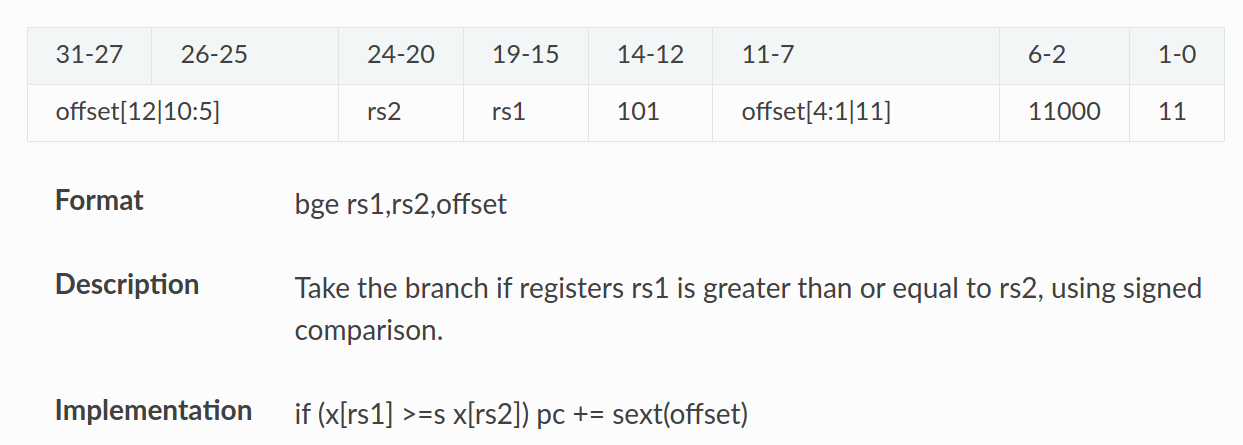 31-27 26-25 24-20 19-15 14-12 11-7 6-2 1-0
offset[12|10:5] rs2 rs1 101 offset[4:1|11] 11000 11
Format bge rs1,rs2,offset
Description Take the branch if registers rs1 is greater than or equal to rs2, using signed
comparison.
Implementation if (x[rs1] >=s x[rs2]) pc += sext(offset)